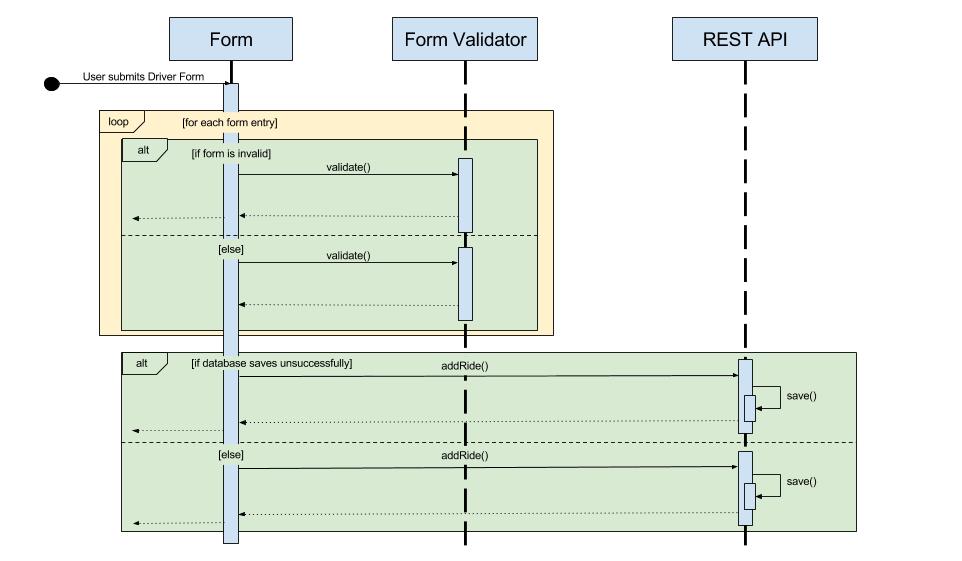 Form
Form Validator
REST API
User submits Driver Form
loop
[for each form entry]
alt
[if form is invalid]
validate()
[else]
validate()
alt
[if database saves unsuccessfully]
addRide()
save()
[else]
addRide()
save()